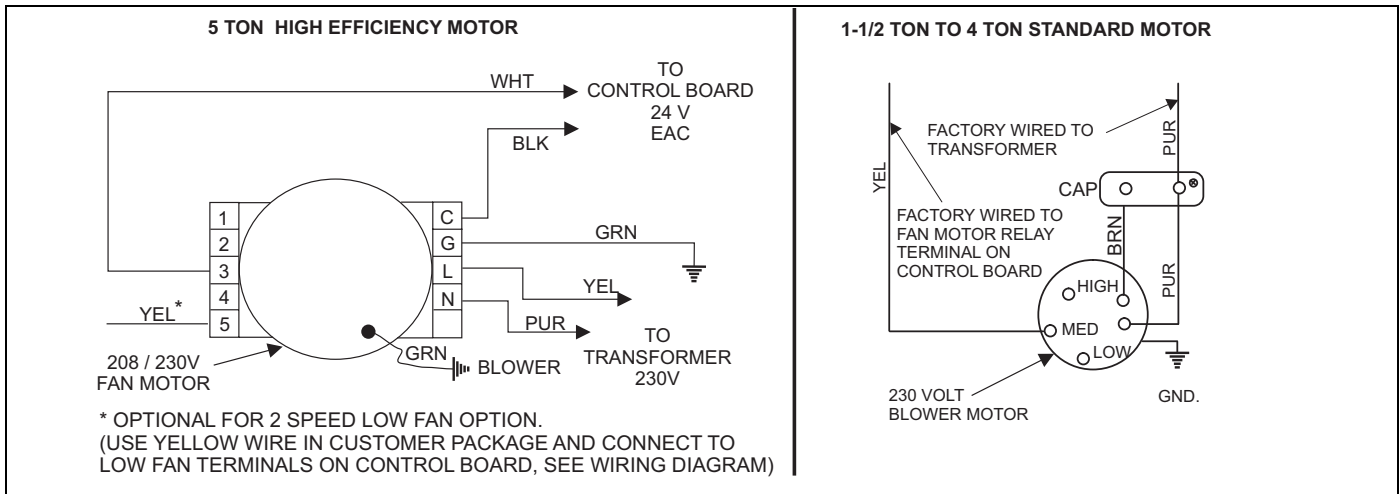 5 TON HIGH EFFICIENCY MOTOR
WHT
TO
CONTROL BOARD
24 V
EAC
BLK
1
2
3
4
5
C
G
L
N
GRN
YEL
YEL*
PUR
TO
TRANSFORMER
230V
GRN
BLOWER
208 / 230V
FAN MOTOR
* OPTIONAL FOR 2 SPEED LOW FAN OPTION.
(USE YELLOW WIRE IN CUSTOMER PACKAGE AND CONNECT TO
LOW FAN TERMINALS ON CONTROL BOARD, SEE WIRING DIAGRAM)
1-1/2 TON TO 4 TON STANDARD MOTOR
FACTORY WIRED TO
TRANSFORMER
PUR
YEL
CAP
FACTORY WIRED TO
FAN MOTOR RELAY
TERMINAL ON
CONTROL BOARD
BRN
PUR
HIGH
MED
LOW
230 VOLT
BLOWER MOTOR
GND.